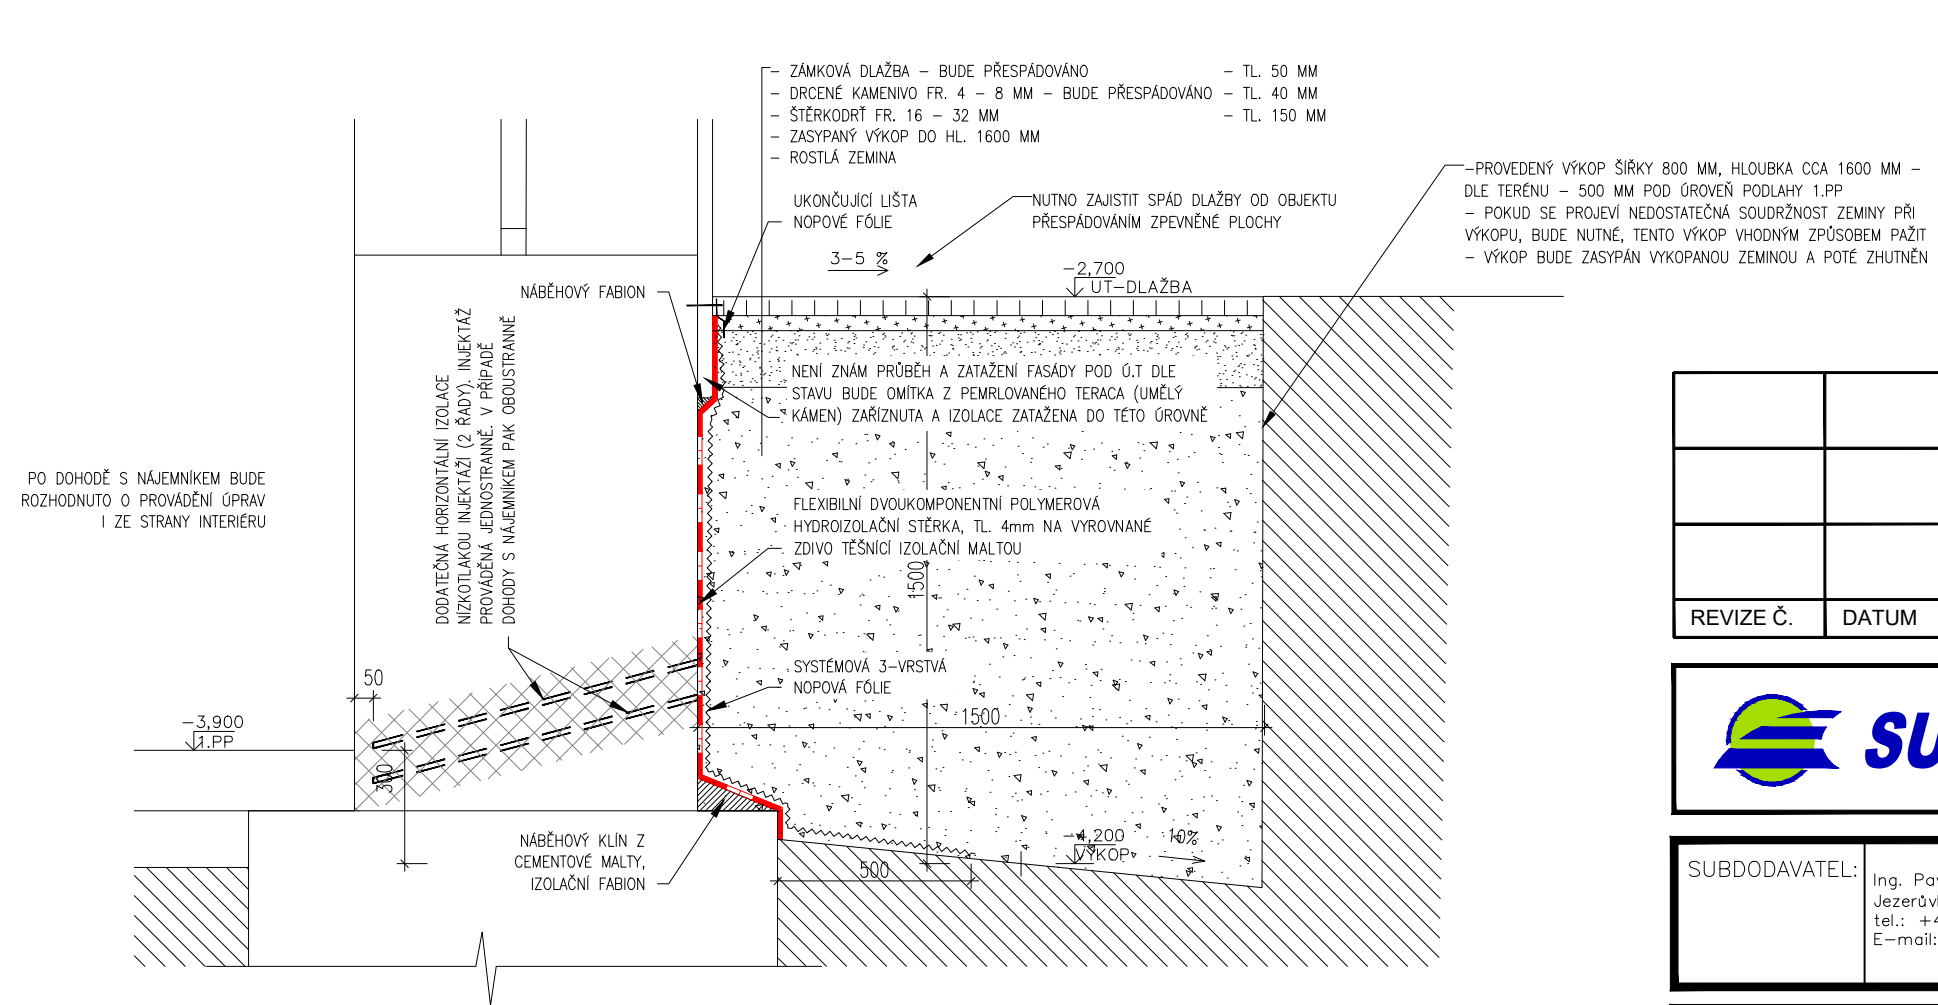 - ZÁMKOVÁ DLAŽBA - BUDE PŘESPÁDOVÁNO - TL. 50 MM
- DRCENÉ KAMENIVO FR. 4 - 8 MM - BUDE PŘESPÁDOVÁNO - TL. 40 MM
- ŠTĚRKODRŤ FR. 16 - 32 MM - TL. 150 MM
- ZASYPANÝ VÝKOP DO HL. 1600 MM
- ROSTLÁ ZEMINA
-PROVEDENÝ VÝKOP ŠÍŘKY 800 MM, HLOUBKA CCA 1600 MM -
DLE TERÉNU - 500 MM POD ÚROVEŇ PODLAHY 1.PP
- POKUD SE PROJEVÍ NEDOSTATEČNÁ SOUDRŽNOST ZEMINY PŘI
VÝKOPU, BUDE NUTNÉ, TENTO VÝKOP VHODNÝM ZPŮSOBEM PAŽIT
- VÝKOP BUDE ZASYPÁN VYKOPANOU ZEMINOU A POTÉ ZHUTNĚN
UKONČUJÍCÍ LIŠTA
NOPOVÉ FÓLIE
NUTNO ZAJISTIT SPÁD DLAŽBY OD OBJEKTU
PŘESPÁDOVÁNÍM ZPEVNĚNÉ PLOCHY
3-5 %
-2,700
UT-DLAŽBA
NÁBĚHOVÝ FABION
DODATEČNÁ HORIZONTÁLNÍ IZOLACE
NÍZKOTLAKOU INJEKTÁŽÍ (2 ŘADY). INJEKTÁŽ
PROVÁDĚNÁ JEDNOSTRANNĚ. V PŘÍPADĚ
DOHODY S NÁJEMNÍKEM PAK OBOUSTRANNĚ
NENÍ ZNÁM PRŮBĚH A ZATAŽENÍ FASÁDY POD Ú.T DLE
STAVU BUDE OMÍTKA Z PEMRLOVANÉHO TERACA (UMĚLÝ
KÁMEN) ZAŘÍZNUTA A IZOLACE ZATAŽENA DO TÉTO ÚROVNĚ
PO DOHODĚ S NÁJEMNÍKEM BUDE
ROZHODNUTO O PROVÁDĚNÍ ÚPRAV
I ZE STRANY INTERIÉRU
FLEXIBILNÍ DVOUKOMPONENTNÍ POLYMEROVÁ
HYDROIZOLAČNÍ STĚRKA, TL. 4mm NA VYROVNANÉ
ZDIVO TĚŠNÍCÍ IZOLAČNÍ MALTOU
1500
SYSTÉMOVÁ 3-VRSTVÁ
NOPOVÁ FÓLIE
1500
50
-3,900
1.PP
NÁBĚHOVÝ KLÍN Z
CEMENTOVÉ MALTY,
IZOLAČNÍ FABION
500
-4,200
VÝKOP
10%
REVIZE Č. DATUM
SU
SUBDODAVATEL:
Ing. Pav
Jezerův
tel.: +4
E-mail: